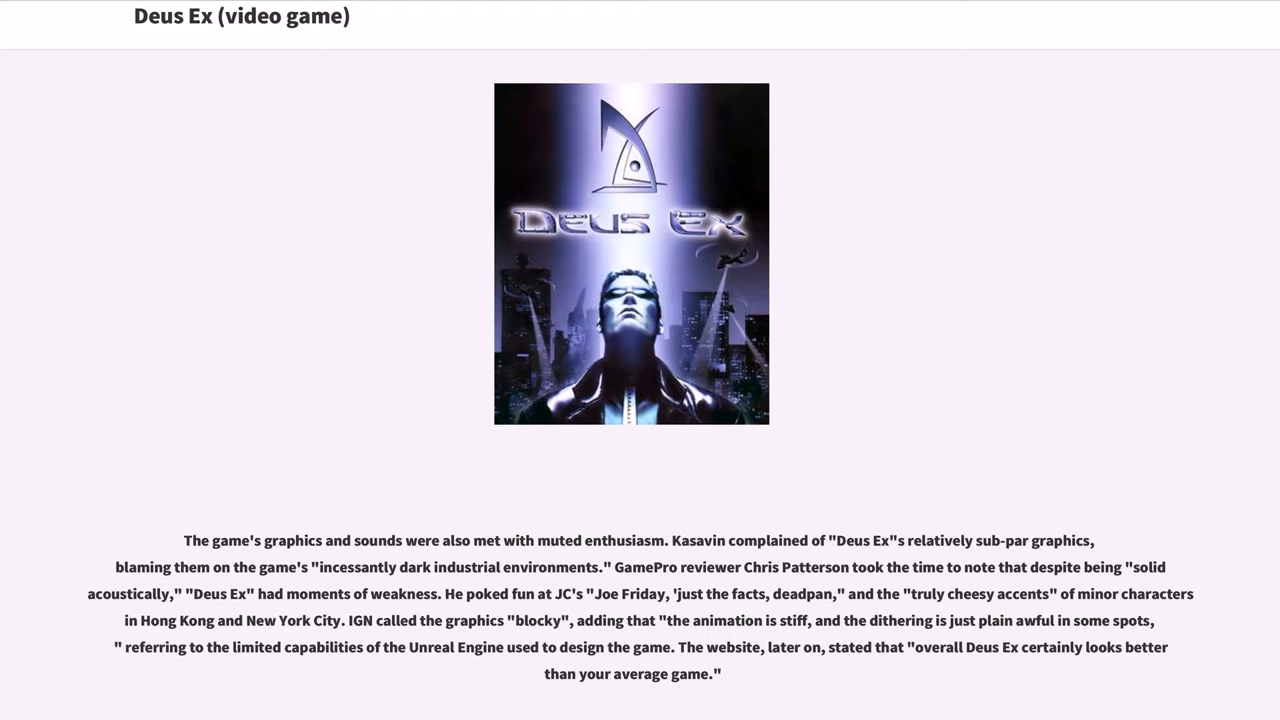 Deus Ex (video game)
Deus Ex
The game's graphics and sounds were also met with muted enthusiasm. Kasavin complained of "Deus Ex"s relatively sub-par graphics,
blaming them on the game's "incessantly dark industrial environments." GamePro reviewer Chris Patterson took the time to note that despite being "solid
acoustically," "Deus Ex" had moments of weakness. He poked fun at JC's "Joe Friday, 'just the facts, deadpan," and the "truly cheesy accents" of minor characters
in Hong Kong and New York City. IGN called the graphics "blocky", adding that "the animation is stiff, and the dithering is just plain awful in some spots,
" referring to the limited capabilities of the Unreal Engine used to design the game. The website, later on, stated that "overall Deus Ex certainly looks better
than your average game."